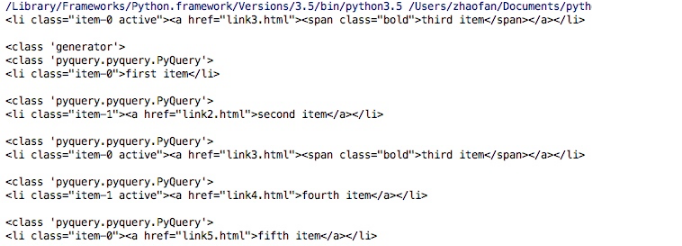 /Library/Frameworks/Python.framework/Versions/3.5/bin/python3.5 /Users/zhaofan/Documents/pyth
<li class="item-0 active"><a href="link3.html"><span class="bold">third item</span></a></li>
<class 'generator'>
<class 'pyquery.pyquery.PyQuery'>
<li class="item-0">first item</li>
<class 'pyquery.pyquery.PyQuery'>
<li class="item-1"><a href="link2.html">second item</a></li>
<class 'pyquery.pyquery.PyQuery'>
<li class="item-0 active"><a href="link3.html"><span class="bold">third item</span></a></li>
<class 'pyquery.pyquery.PyQuery'>
<li class="item-1 active"><a href="link4.html">fourth item</a></li>
<class 'pyquery.pyquery.PyQuery'>
<li class="item-0"><a href="link5.html">fifth item</a></li>